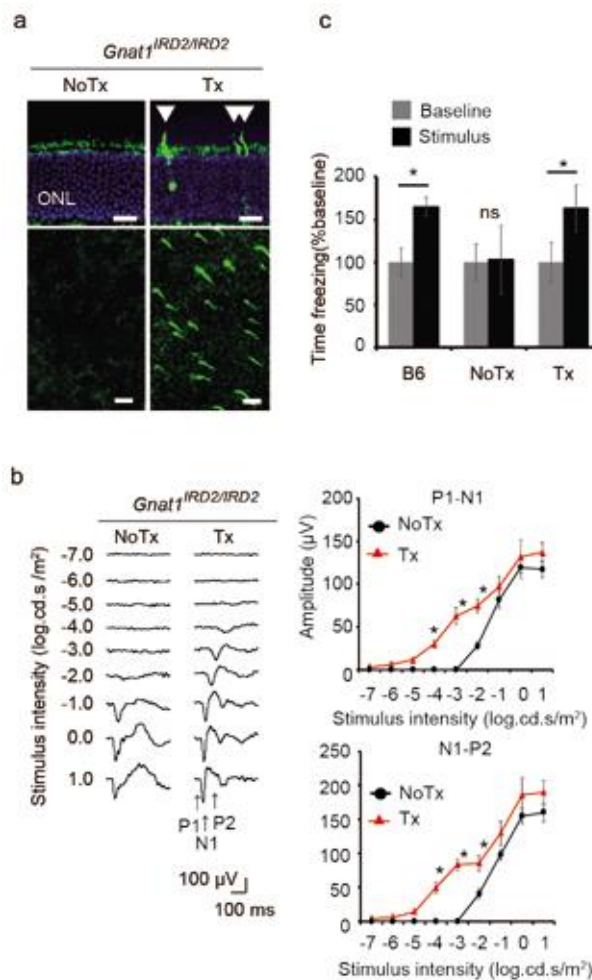 a
Gnat1IRD2/IRD2
NoTx Tx
ONL
c
Baseline
Stimulus
Time freezing(%baseline)
200
150
100
50
0
* ns *
B6 NoTx Tx
b
Gnat1IRD2/IRD2
NoTx Tx
Stimulus intensity (log.cd.s /m²)
-7.0
-6.0
-5.0
-4.0
-3.0
-2.0
-1.0
0.0
1.0
P1 P2
N1
100 µV
100 ms
P1-N1
NoTx
Tx
Amplitude (µV)
200
150
100
50
0
* * *
-7 -6 -5 -4 -3 -2 -1 0 1
Stimulus intensity (log.cd.s/m²)
N1-P2
NoTx
Tx
200
150
100
50
0
* * *
-7 -6 -5 -4 -3 -2 -1 0 1
Stimulus intensity (log.cd.s/m²)